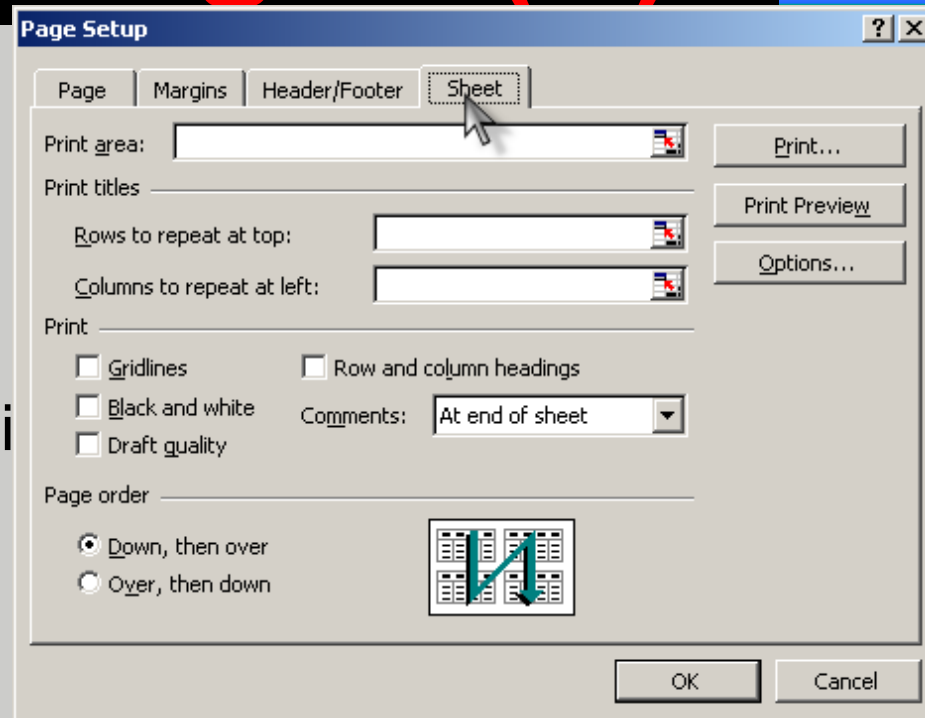 Page Setup
Page Margins Header/Footer Sheet
Print area:
Print...
Print titles
Print Preview
Rows to repeat at top:
Options...
Columns to repeat at left:
Print
Gridlines Row and column headings
Black and white Comments: At end of sheet
Draft quality
i
Page order
Down, then over
Over, then down
OK Cancel